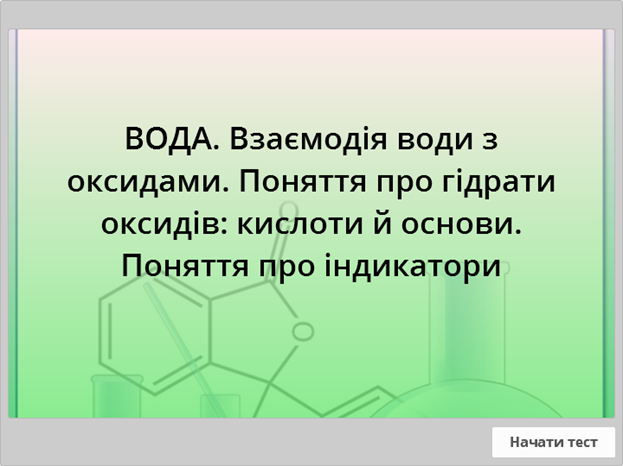 ВОДА. Взаємодія води з
оксидами. Поняття про гідрати
оксидів: кислоти й основи.
Поняття про індикатори
Начати тест